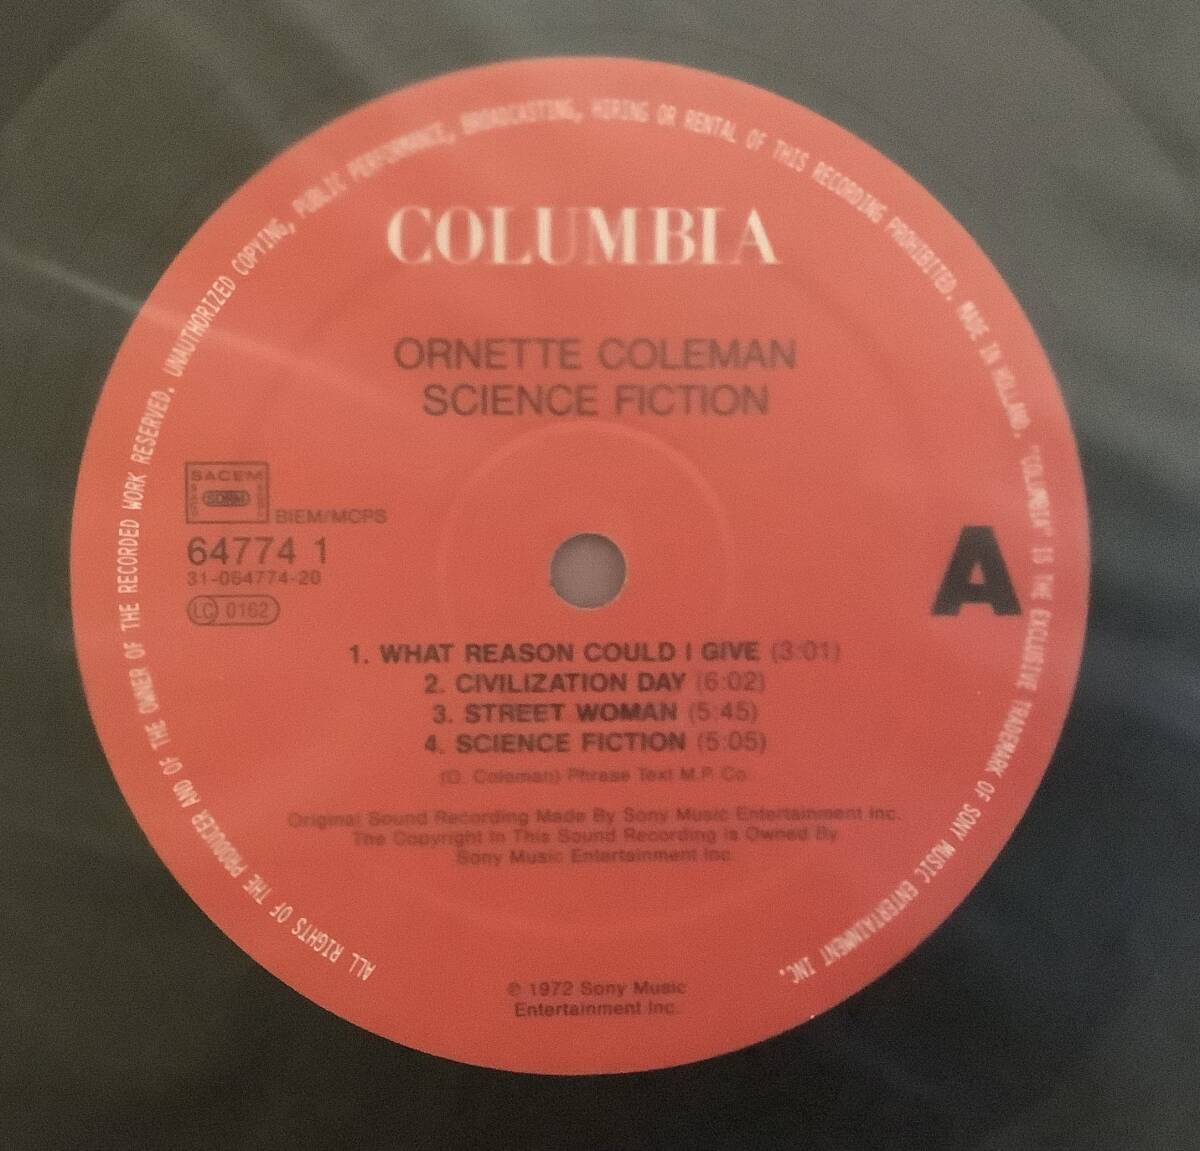 ALL RIGHTS OF THE PRODUCER AND OF THE OWNER OF THE RECORDED WORK RESERVED. UNAUTHORIZED COPYING, PUBLIC PERFORMANCE, BROADCASTING, HIRING OR RENTAL OF THIS RECORDING PROHIBITED. MADE IN HOLLAND. "COLUMBIA" IS THE EXCLUSIVE TRADEMARK OF SONY MUSIC ENTERTAINMENT INC.
COLUMBIA
ORNETTE COLEMAN
SCIENCE FICTION
SACEM
SDRM
BIEM/MCPS
64774 1
31-064774-20
LC 0162
A
1. WHAT REASON COULD I GIVE (3:01)
2. CIVILIZATION DAY (6:02)
3. STREET WOMAN (5:45)
4. SCIENCE FICTION (5:05)
(O. Coleman) Phrase Text M.P. Co.
Original Sound Recording Made By Sony Music Entertainment Inc.
The Copyright In This Sound Recording Is Owned By
Sony Music Entertainment Inc.
℗ 1972 Sony Music
Entertainment Inc.